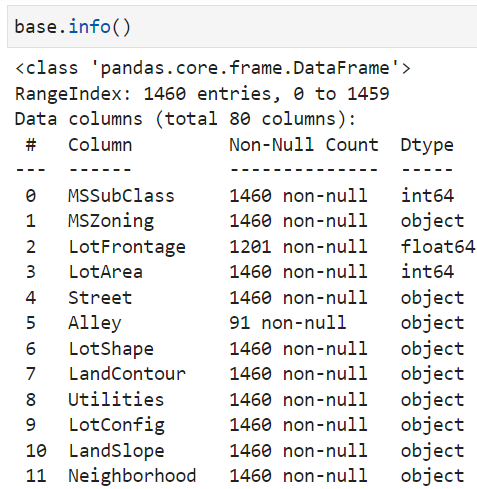 base.info()
<class 'pandas.core.frame.DataFrame'>
RangeIndex: 1460 entries, 0 to 1459
Data columns (total 80 columns):
 #   Column         Non-Null Count  Dtype
---  ------         --------------  -----
 0   MSSubClass     1460 non-null   int64
 1   MSZoning       1460 non-null   object
 2   LotFrontage    1201 non-null   float64
 3   LotArea        1460 non-null   int64
 4   Street         1460 non-null   object
 5   Alley          91 non-null     object
 6   LotShape       1460 non-null   object
 7   LandContour    1460 non-null   object
 8   Utilities      1460 non-null   object
 9   LotConfig      1460 non-null   object
 10  LandSlope      1460 non-null   object
 11  Neighborhood   1460 non-null   object